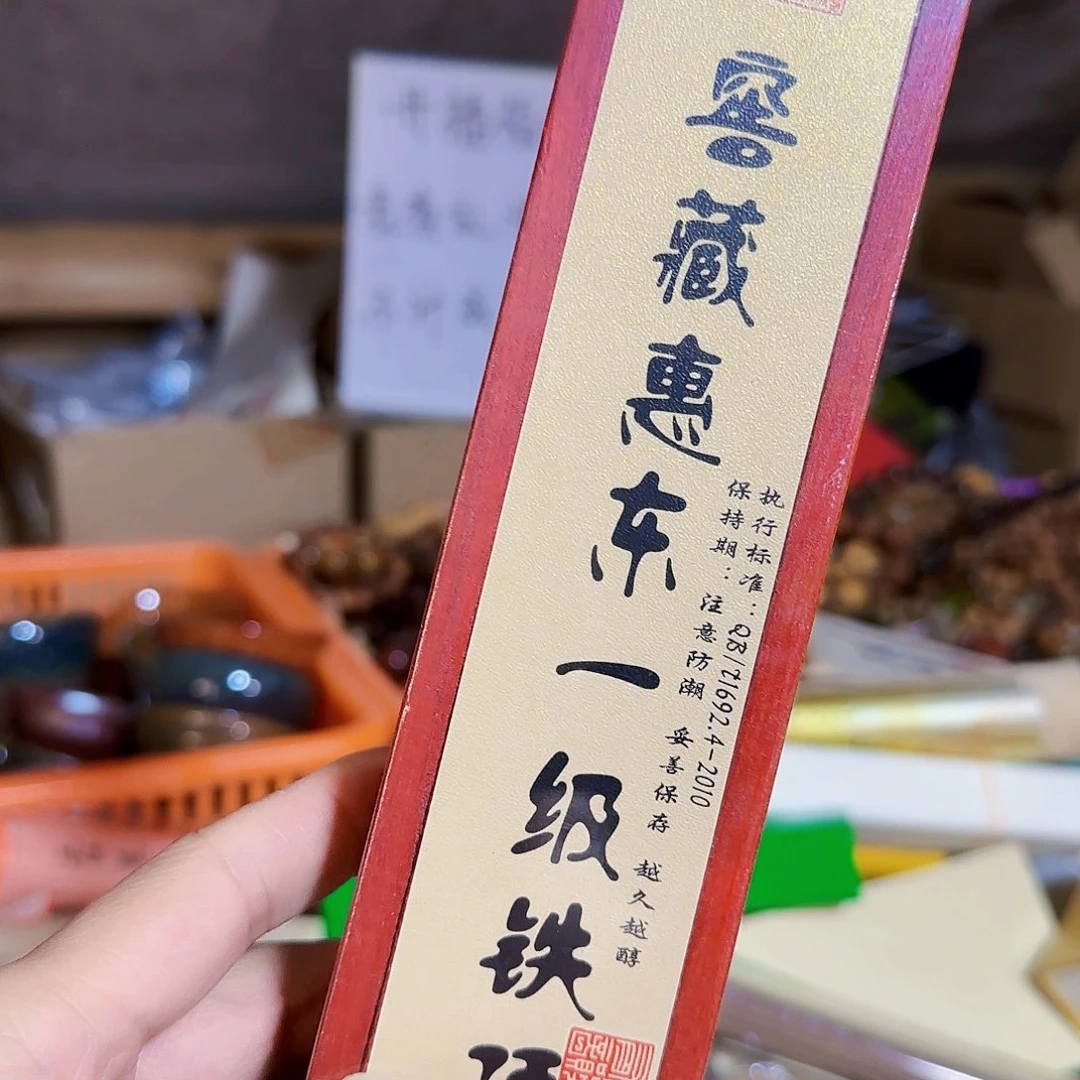 窖藏惠东一级铁
执行标准：QB/T1692.4-2010
保持期：注意防潮 妥善保存 越久越醇